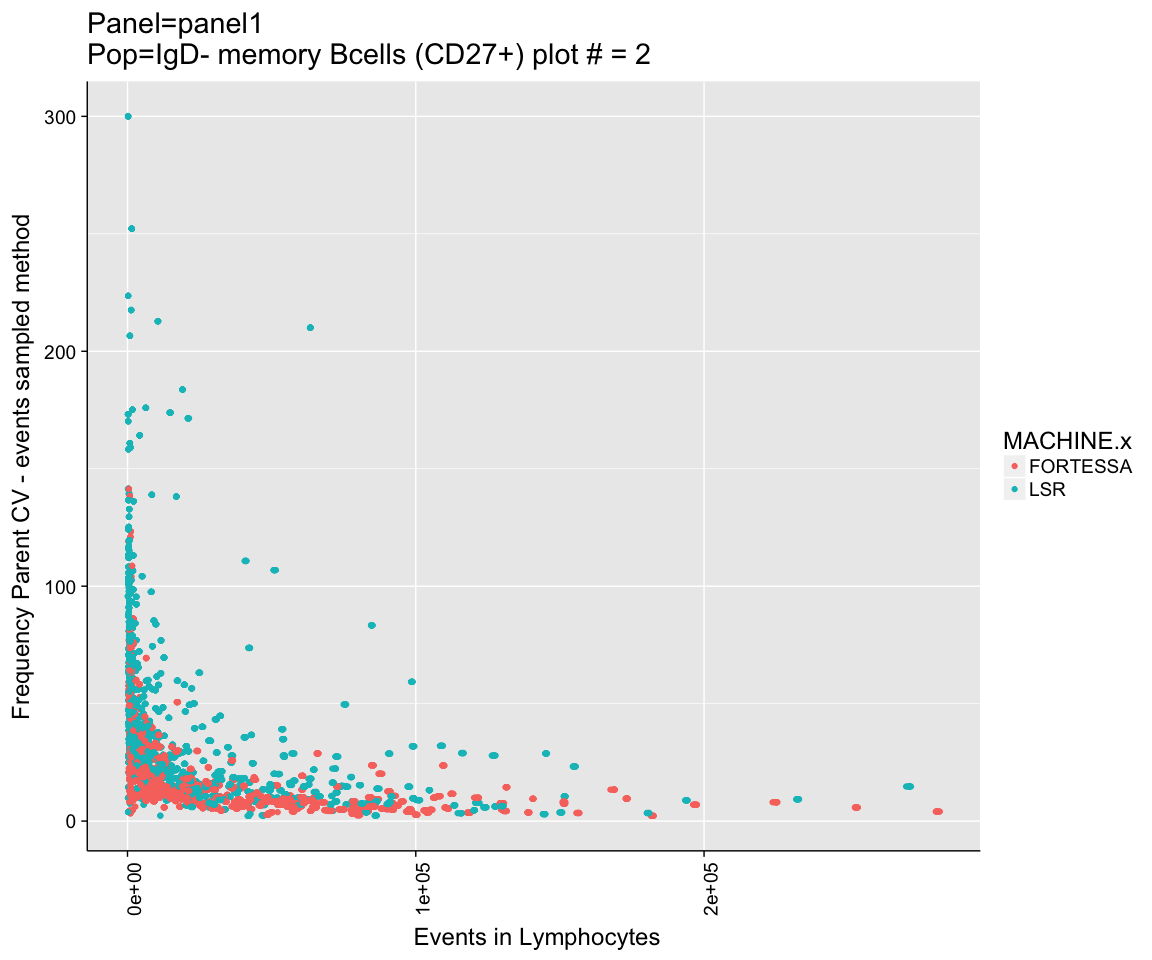 Panel=panel1
Pop=IgD- memory Bcells (CD27+) plot # = 2
Frequency Parent CV - events sampled method
300
200
100
0
0e+00
1e+05
2e+05
Events in Lymphocytes
MACHINE.x
FORTESSA
LSR